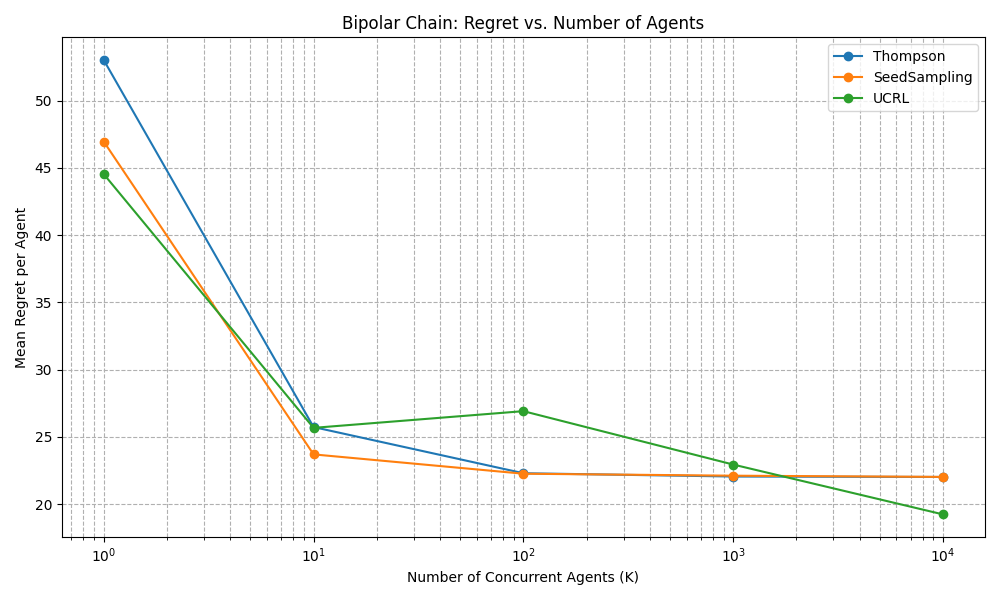 Bipolar Chain: Regret vs. Number of Agents
Thompson
SeedSampling
UCRL
Mean Regret per Agent
50
45
40
35
30
25
20
10⁰
10¹
10²
10³
10⁴
Number of Concurrent Agents (K)